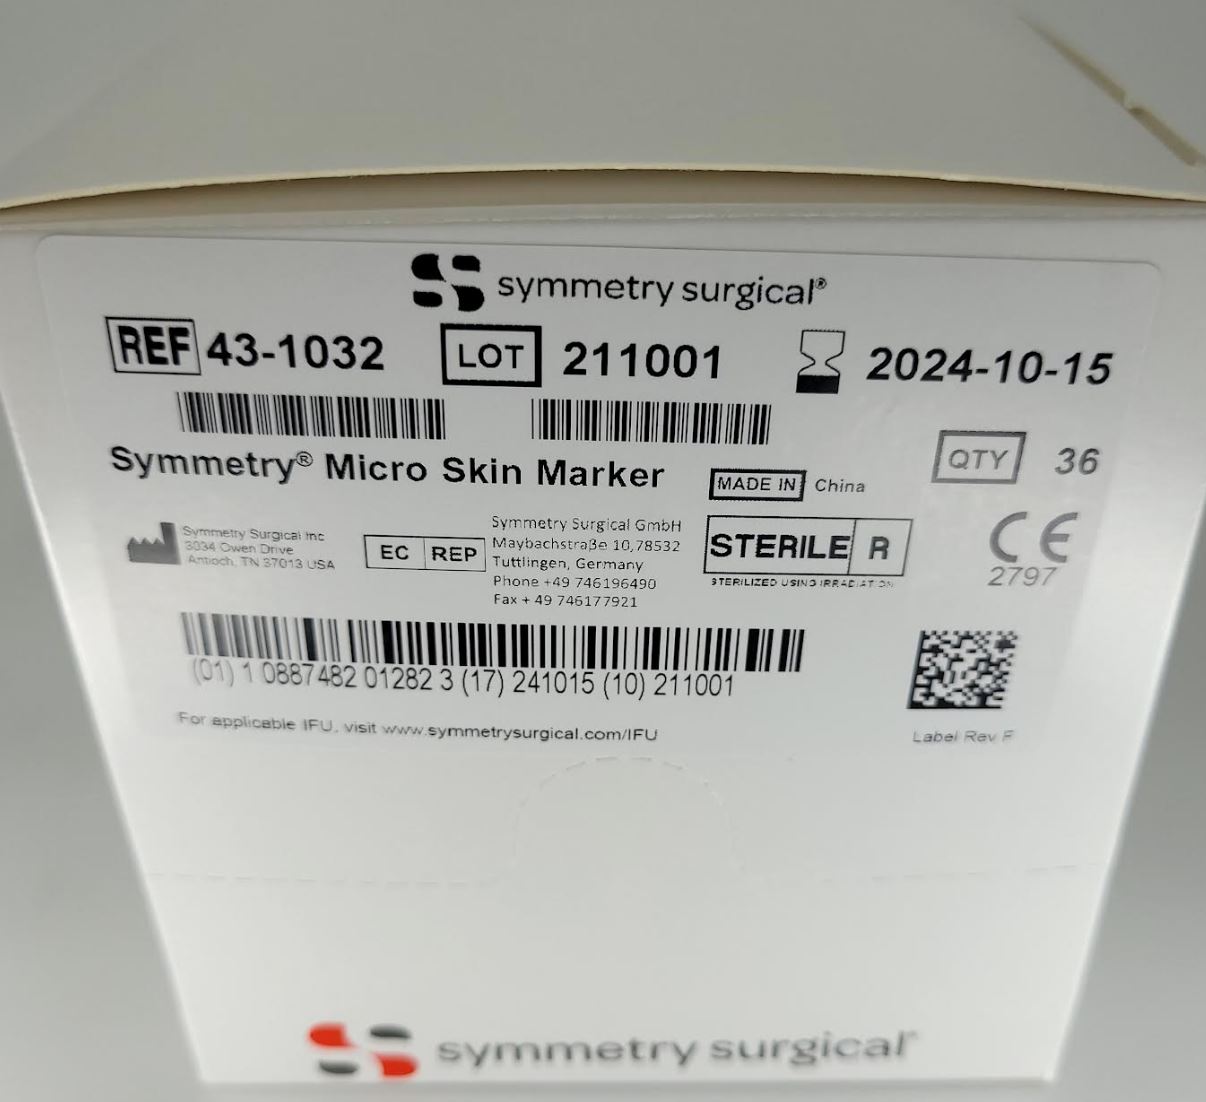 symmetry surgical®
REF 43-1032 LOT 211001 2024-10-15
Symmetry® Micro Skin Marker
MADE IN China
QTY 36
Symmetry Surgical Inc
3034 Owen Drive
Antioch, TN 37013 USA
EC REP
Symmetry Surgical GmbH
Maybachstraße 10,78532
Tuttlingen, Germany
Phone +49 746196490
Fax + 49 746177921
STERILE R
STERILIZED USING IRRADIATION
CE
2797
(01) 1 0887482 01282 3 (17) 241015 (10) 211001
For applicable IFU, visit www.symmetrysurgical.com/IFU
Label Rev F
symmetry surgical®